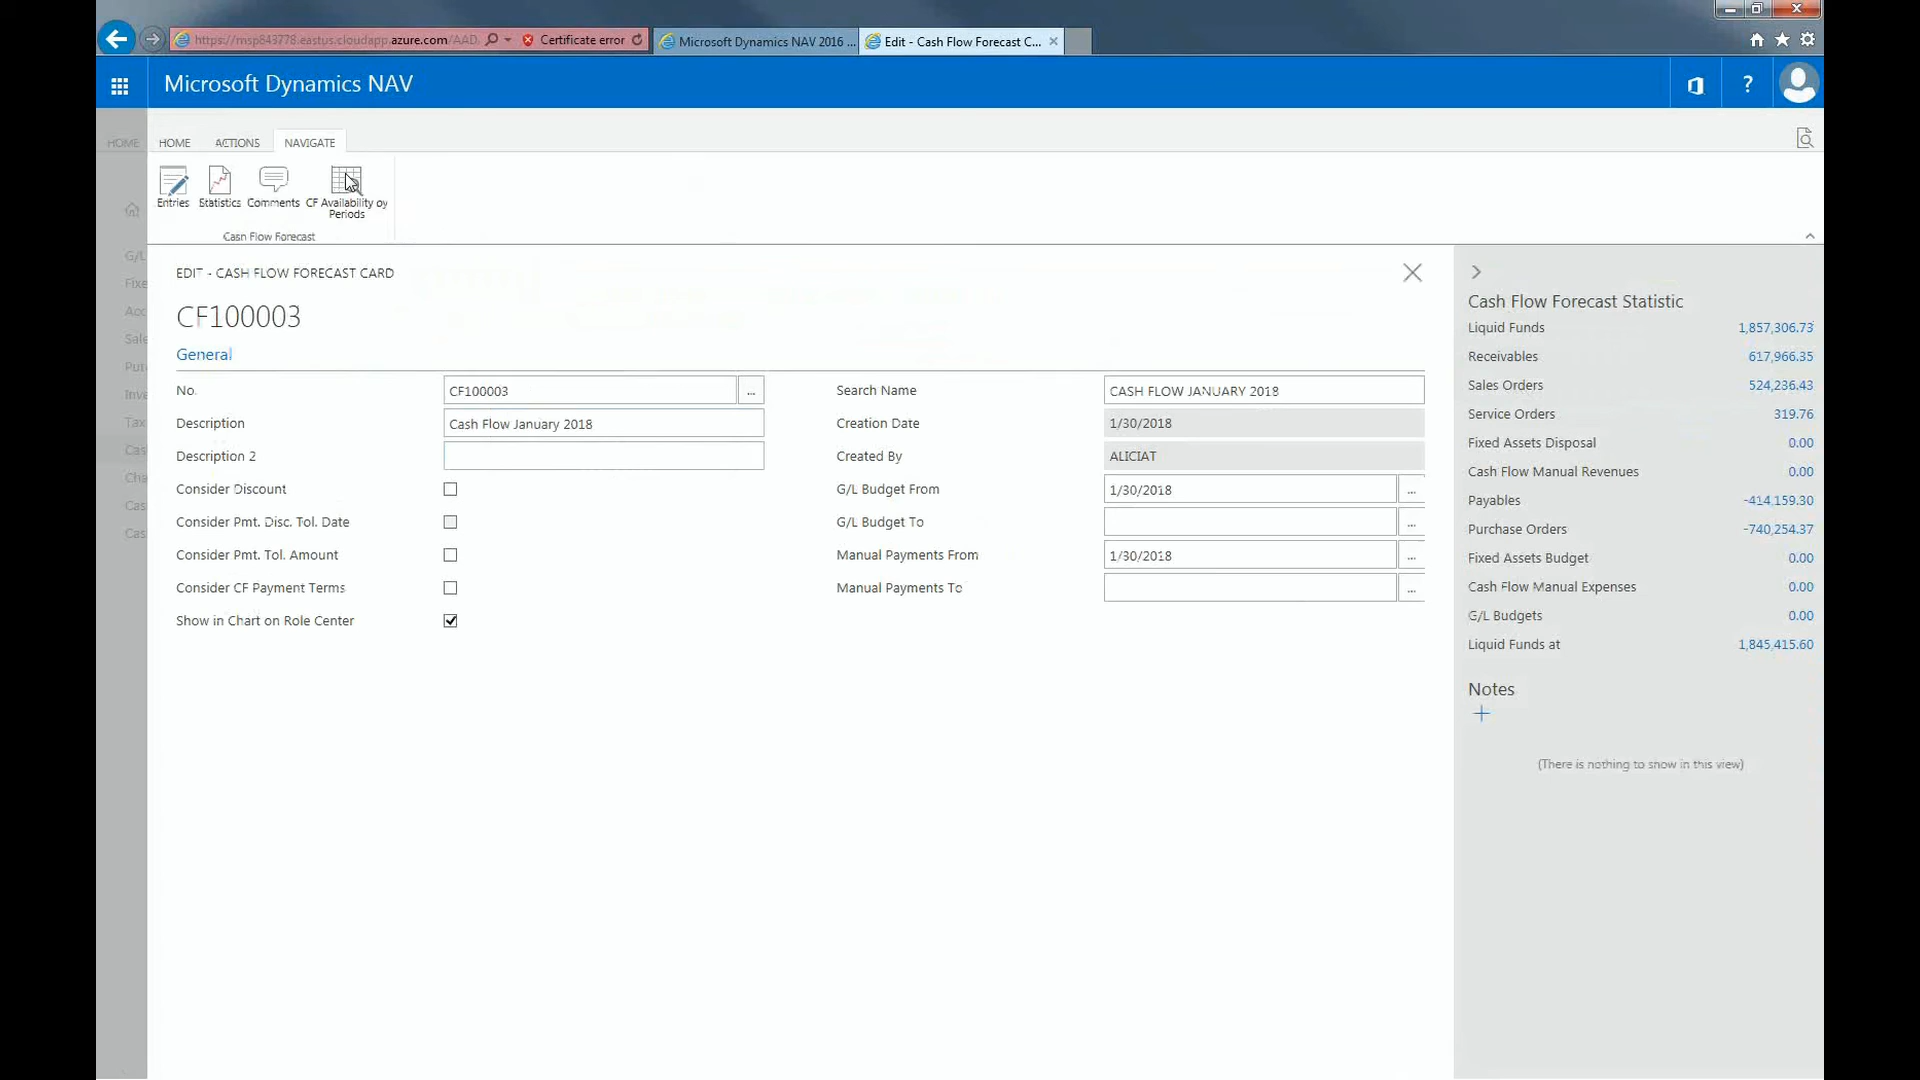 https://msp843778.eastus.cloudapp.azure.com/AAD
Certificate error
Microsoft Dynamics NAV 2016 ...
Edit - Cash Flow Forecast C...
Microsoft Dynamics NAV
?
HOME
HOME
ACTIONS
NAVIGATE
Entries
Statistics
Comments
CF Availability by
Periods
Cash Flow Forecast
G/L
Fixe
Acc
Sale
Inve
Tax
Cas
Cha
Cas
Cas
EDIT - CASH FLOW FORECAST CARD
CF100003
General
No.
CF100003
...
Description
Cash Flow January 2018
Description 2
Consider Discount
Consider Pmt. Disc. Tol. Date
Consider Pmt. Tol. Amount
Consider CF Payment Terms
Show in Chart on Role Center
Search Name
CASH FLOW JANUARY 2018
Creation Date
1/30/2018
Created By
ALICIAT
G/L Budget From
1/30/2018
...
G/L Budget To
...
Manual Payments From
1/30/2018
...
Manual Payments To
...
Cash Flow Forecast Statistic
Liquid Funds 1,857,306.73
Receivables 617,966.35
Sales Orders 524,236.43
Service Orders 319.76
Fixed Assets Disposal 0.00
Cash Flow Manual Revenues 0.00
Payables -414,159.30
Purchase Orders -740,254.37
Fixed Assets Budget 0.00
Cash Flow Manual Expenses 0.00
G/L Budgets 0.00
Liquid Funds at 1,845,415.60
Notes
(There is nothing to show in this view)